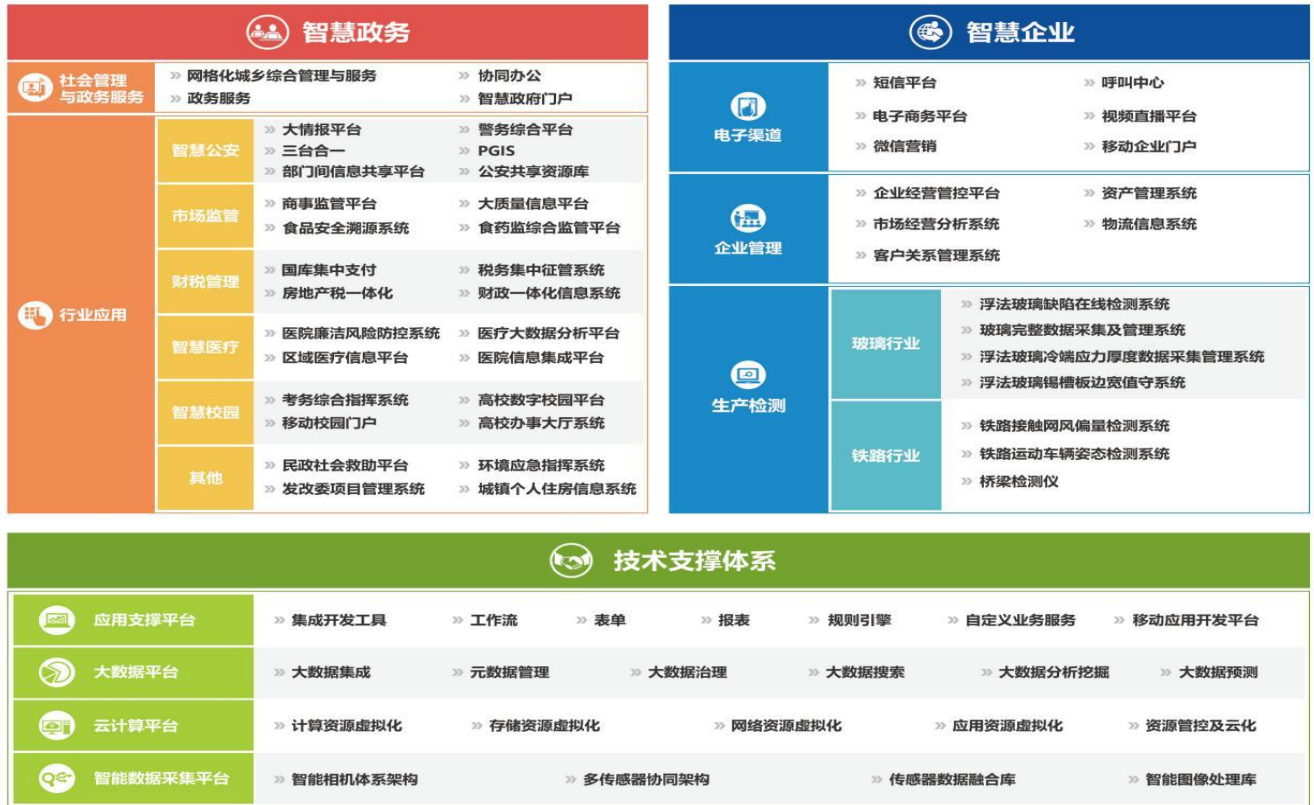 智慧政务
社会管理
与政务服务
网格化城乡综合管理与服务
协同办公
政务服务
智慧政府门户
行业应用
智慧公安
大情报平台
警务综合平台
三台合一
PGIS
部门间信息共享平台
公安共享资源库
市场监管
商事监管平台
大质量信息平台
食品安全溯源系统
食药监综合监管平台
财税管理
国库集中支付
税务集中征管系统
房地产税一体化
财政一体化信息系统
智慧医疗
医院廉洁风险防控系统
医疗大数据分析平台
区域医疗信息平台
医院信息集成平台
智慧校园
考务综合指挥系统
高校数字校园平台
移动校园门户
高校办事大厅系统
其他
民政社会救助平台
环境应急指挥系统
发改委项目管理系统
城镇个人住房信息系统
智慧企业
电子渠道
短信平台
呼叫中心
电子商务平台
视频直播平台
微信营销
移动企业门户
企业管理
企业经营管控平台
资产管理系统
市场经营分析系统
物流信息系统
客户关系管理系统
生产检测
玻璃行业
浮法玻璃缺陷在线检测系统
玻璃完整数据采集及管理系统
浮法玻璃冷端应力厚度数据采集管理系统
浮法玻璃锡槽板边宽值守系统
铁路行业
铁路接触网风偏量检测系统
铁路运动车辆姿态检测系统
桥梁检测仪
技术支撑体系
应用支撑平台
集成开发工具
工作流
表单
报表
规则引擎
自定义业务服务
移动应用开发平台
大数据平台
大数据集成
元数据管理
大数据治理
大数据搜索
大数据分析挖掘
大数据预测
云计算平台
计算资源虚拟化
存储资源虚拟化
网络资源虚拟化
应用资源虚拟化
资源管控及云化
智能数据采集平台
智能相机体系架构
多传感器协同架构
传感器数据融合库
智能图像处理库